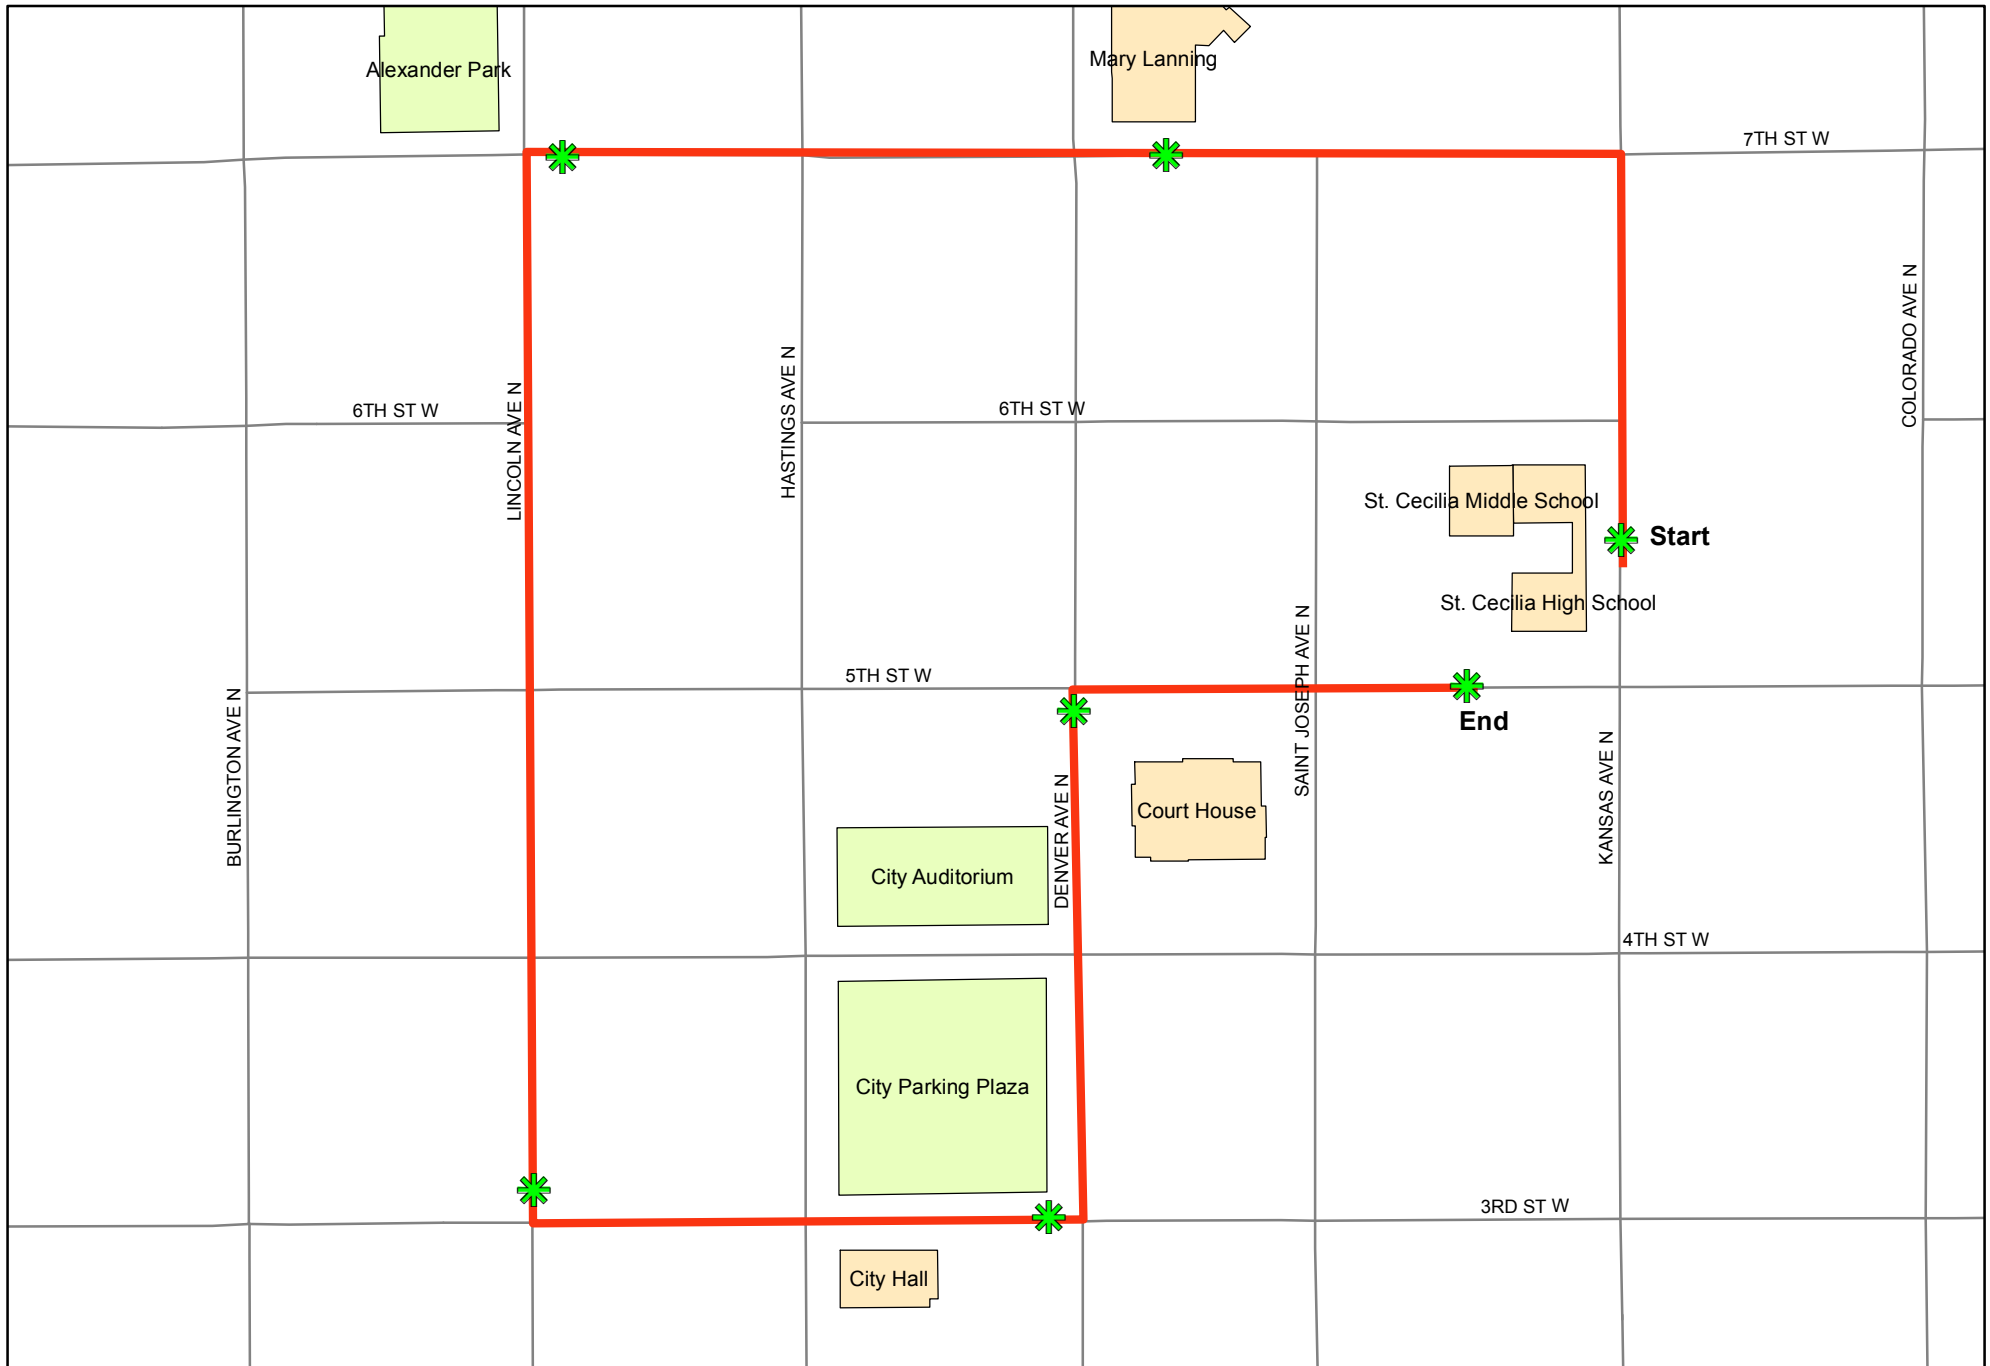 Alexander Park
Mary Lanning
7TH ST W
COLORADO AVE N
HASTINGS AVE N
LINCOLN AVE N
6TH ST W
6TH ST W
St. Cecilia Middle School
Start
St. Cecilia High School
SAINT JOSEPH AVE N
5TH ST W
End
BURLINGTON AVE N
KANSAS AVE N
DENVER AVE N
Court House
City Auditorium
4TH ST W
City Parking Plaza
3RD ST W
City Hall